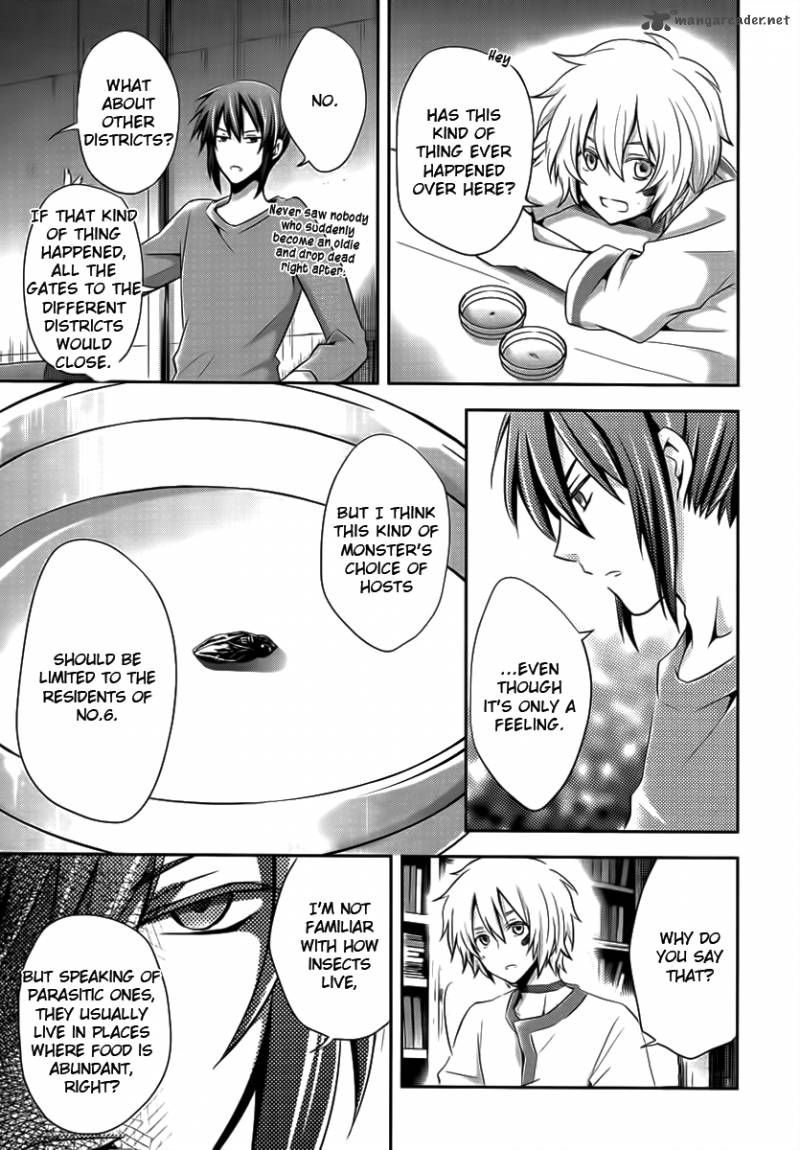 mangareader.net
Hey
HAS THIS
KIND OF
THING EVER
HAPPENED
OVER HERE?
NO.
Never saw nobody
who suddenly
become an oldie
and drop dead
right after.
WHAT
ABOUT
OTHER
DISTRICTS?
IF THAT KIND
OF THING
HAPPENED,
ALL THE
GATES TO THE
DIFFERENT
DISTRICTS
WOULD
CLOSE.
...EVEN
THOUGH
IT'S ONLY A
FEELING.
BUT I THINK
THIS KIND OF
MONSTER'S
CHOICE OF
HOSTS
SHOULD BE
LIMITED TO THE
RESIDENTS OF
NO.6.
WHY DO
YOU SAY
THAT?
I'M NOT
FAMILIAR
WITH HOW
INSECTS
LIVE,
BUT SPEAKING OF
PARASITIC ONES,
THEY USUALLY
LIVE IN PLACES
WHERE FOOD IS
ABUNDANT,
RIGHT?